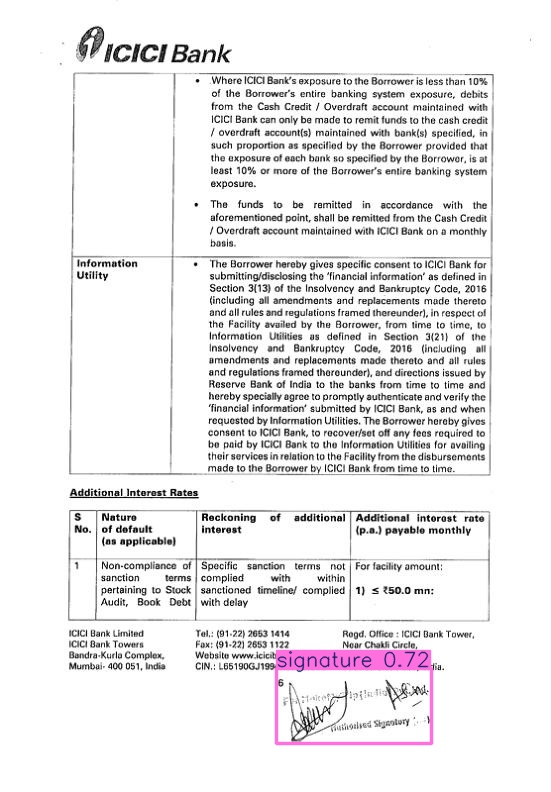 ICICI Bank
• Where ICICI Bank's exposure to the Borrower is less than 10%
of the Borrower's entire banking system exposure, debits
from the Cash Credit / Overdraft account maintained with
ICICI Bank can only be made to remit funds to the cash credit
/ overdraft account(s) maintained with bank(s) specified, in
such proportion as specified by the Borrower provided that
the exposure of each bank so specified by the Borrower, is at
least 10% or more of the Borrower's entire banking system
exposure.
• The funds to be remitted in accordance with the
aforementioned point, shall be remitted from the Cash Credit
/ Overdraft account maintained with ICICI Bank on a monthly
basis.
Information
Utility
• The Borrower hereby gives specific consent to ICICI Bank for
submitting/disclosing the 'financial information' as defined in
Section 3(13) of the Insolvency and Bankruptcy Code, 2016
(including all amendments and replacements made thereto
and all rules and regulations framed thereunder), in respect of
the Facility availed by the Borrower, from time to time, to
Information Utilities as defined in Section 3(21) of the
Insolvency and Bankruptcy Code, 2016 (including all
amendments and replacements made thereto and all rules
and regulations framed thereunder), and directions issued by
Reserve Bank of India to the banks from time to time and
hereby specially agree to promptly authenticate and verify the
'financial information' submitted by ICICI Bank, as and when
requested by Information Utilities. The Borrower hereby gives
consent to ICICI Bank, to recover/set off any fees required to
be paid by ICICI Bank to the Information Utilities for availing
their services in relation to the Facility from the disbursements
made to the Borrower by ICICI Bank from time to time.
Additional Interest Rates
S No. Nature of default (as applicable) Reckoning of additional interest Additional interest rate (p.a.) payable monthly
1 Non-compliance of sanction terms pertaining to Stock Audit, Book Debt
Specific sanction terms not complied with within sanctioned timeline/ complied with delay
For facility amount:
1) ≤ ₹50.0 mn:
ICICI Bank Limited
ICICI Bank Towers
Bandra-Kurla Complex,
Mumbai- 400 051, India
Tel.: (91-22) 2653 1414
Fax: (91-22) 2653 1122
Website www.icicib
CIN.: L65190GJ199
Regd. Office : ICICI Bank Tower,
Near Chakli Circle,
dia.
signature 0.72
6
Authorised Signatory